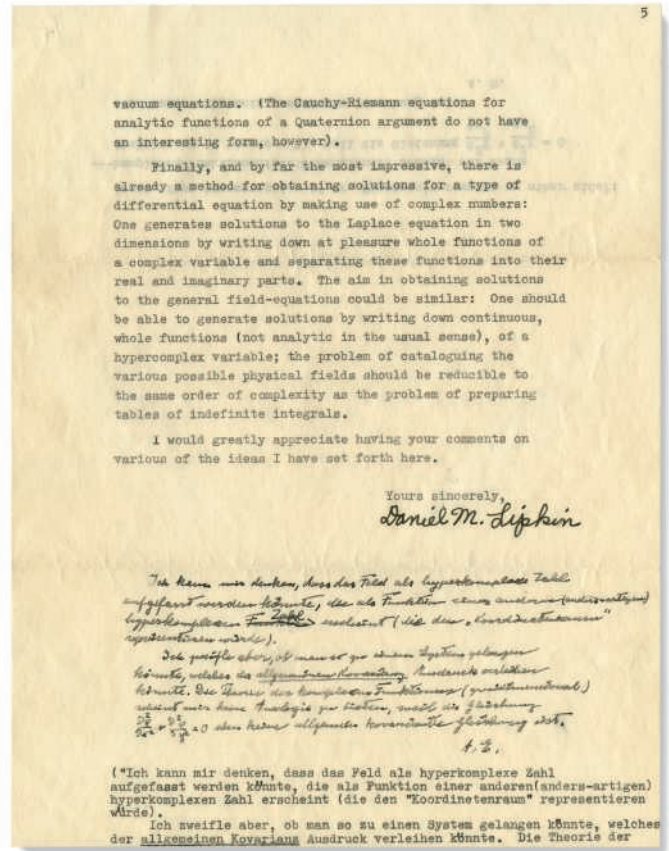 5
vacuum equations. (The Cauchy-Riemann equations for
analytic functions of a Quaternion argument do not have
an interesting form, however).
Finally, and by far the most impressive, there is
already a method for obtaining solutions for a type of
differential equation by making use of complex numbers:
One generates solutions to the Laplace equation in two
dimensions by writing down at pleasure whole functions of
a complex variable and separating these functions into their
real and imaginary parts. The aim in obtaining solutions
to the general field-equations could be similar: One should
be able to generate solutions by writing down continuous,
whole functions (not analytic in the usual sense), of a
hypercomplex variable; the problem of cataloguing the
various possible physical fields should be reducible to
the same order of complexity as the problem of preparing
tables of indefinite integrals.
I would greatly appreciate having your comments on
various of the ideas I have set forth here.
Yours sincerely,
Daniel M. Lipkin
Ich kann mir denken, dass das Feld als hyperkomplexe Zahl
aufgefasst werden könnte, die als Funktion einer anderen (anders-artigen)
hyperkomplexen Zahl erscheint (die den „Koordinatenraum"
repräsentieren würde).
Ich zweifle aber, ob man so zu einem System gelangen
könnte, welches der allgemeinen Kovarianz Ausdruck verleihen
könnte. Die Theorie der komplexen Funktionen (zweidimensional)
scheint mir keine Analogie zu bieten, weil die Gleichung
= 0 eben keine allgemein kovariante Gleichung ist.
A. E.
("Ich kann mir denken, dass das Feld als hyperkomplexe Zahl
aufgefasst werden könnte, die als Funktion einer anderen(anders-artigen)
hyperkomplexen Zahl erscheint (die den "Koordinetenraum" representieren
würde).
Ich zweifle aber, ob man so zu einen System gelangen könnte, welches
der allgemeinen Kovarians Ausdruck verleihen könnte. Die Theorie der